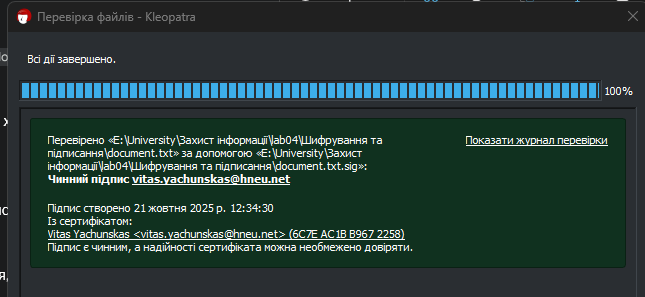 Перевірка файлів - Kleopatra
Всі дії завершено.
100%
Перевірено «E:\University\Захист інформації\lab04\Шифрування та
підписання\document.txt» за допомогою «E:\University\Захист
інформації\lab04\Шифрування та підписання\document.txt.sig»:
Чинний підпис vitas.yachunskas@hneu.net
Показати журнал перевірки
Підпис створено 21 жовтня 2025 р. 12:34:30
Із сертифікатом:
Vitas Yachunskas <vitas.yachunskas@hneu.net> (6C7E AC1B B967 2258)
Підпис є чинним, а надійності сертифіката можна необмежено довіряти.